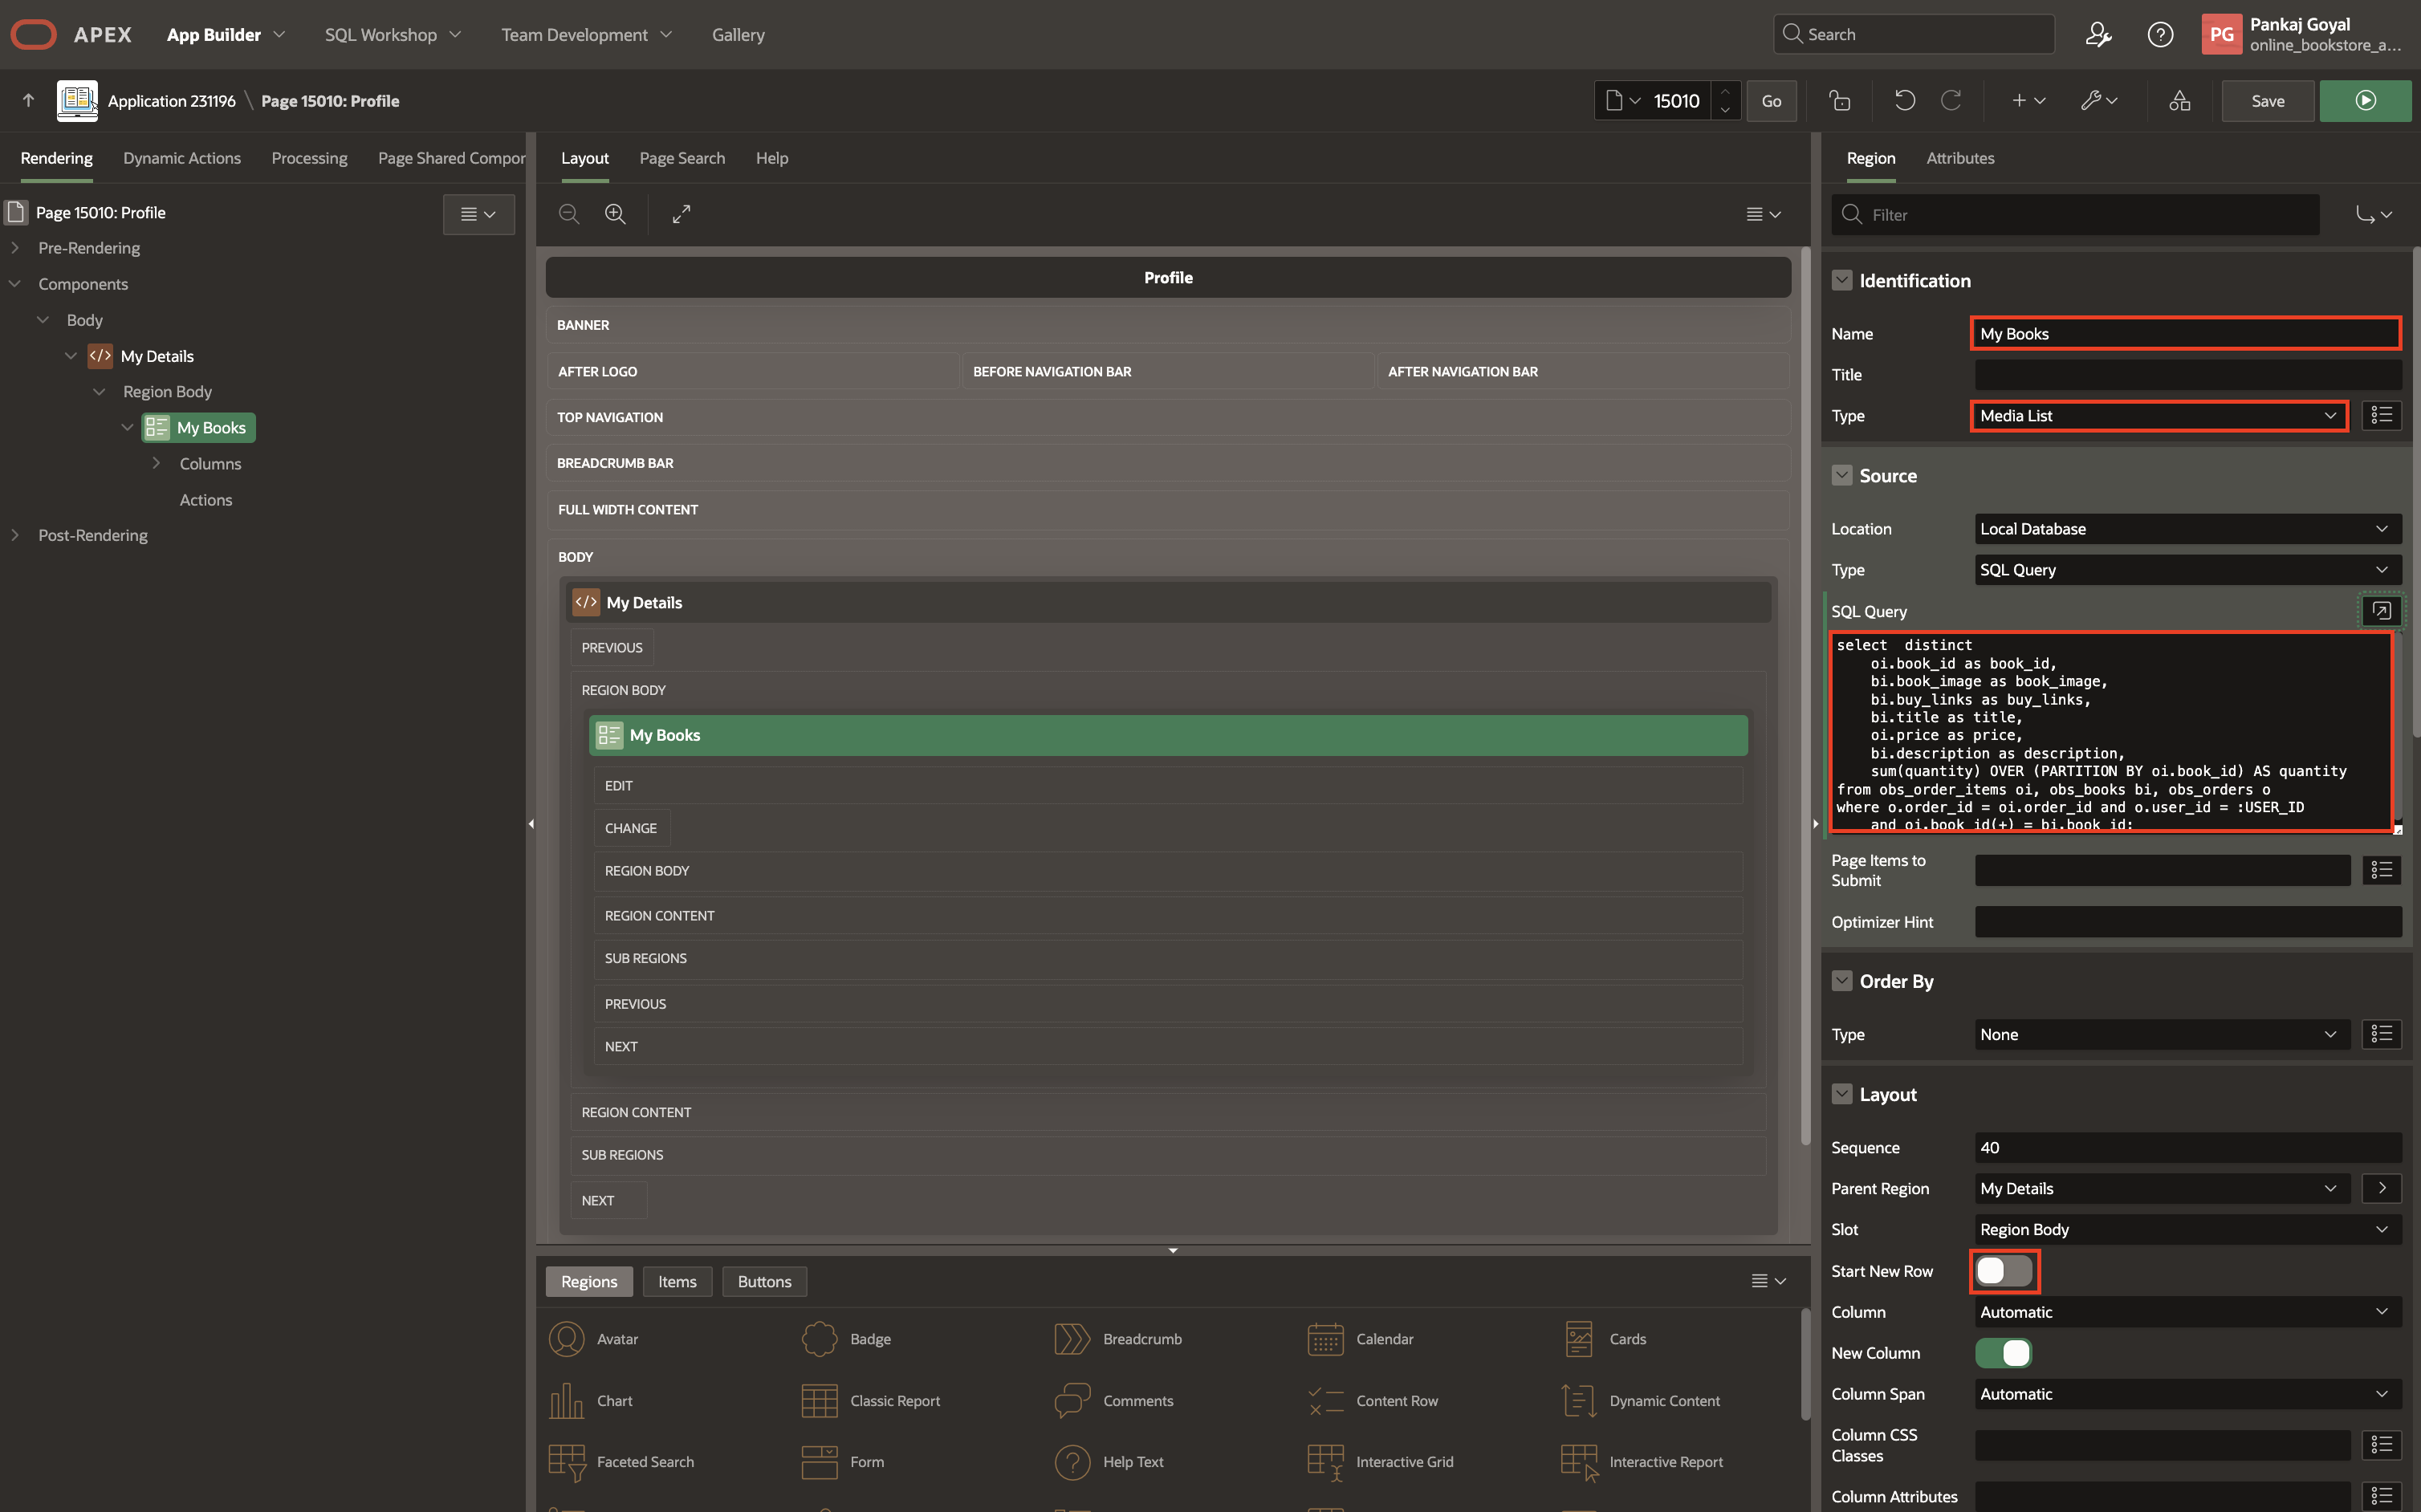 APEX
App Builder
SQL Workshop
Team Development
Gallery
Search
PG
Pankaj Goyal
online_bookstore_a...
Application 231196 \ Page 15010: Profile
15010
Go
Save
Rendering
Dynamic Actions
Processing
Page Shared Compor
Page 15010: Profile
Pre-Rendering
Components
Body
</> My Details
Region Body
My Books
Columns
Actions
Post-Rendering
Layout
Page Search
Help
Profile
BANNER
AFTER LOGO
BEFORE NAVIGATION BAR
AFTER NAVIGATION BAR
TOP NAVIGATION
BREADCRUMB BAR
FULL WIDTH CONTENT
BODY
</> My Details
PREVIOUS
REGION BODY
My Books
EDIT
CHANGE
REGION BODY
REGION CONTENT
SUB REGIONS
PREVIOUS
NEXT
REGION CONTENT
SUB REGIONS
NEXT
Regions
Items
Buttons
Avatar
Badge
Breadcrumb
Calendar
Cards
Chart
Classic Report
Comments
Content Row
Dynamic Content
Faceted Search
Form
Help Text
Interactive Grid
Interactive Report
Region
Attributes
Filter
Identification
Name
My Books
Title
Type
Media List
Source
Location
Local Database
Type
SQL Query
SQL Query
select  distinct
    oi.book_id as book_id,
    bi.book_image as book_image,
    bi.buy_links as buy_links,
    bi.title as title,
    oi.price as price,
    bi.description as description,
    sum(quantity) OVER (PARTITION BY oi.book_id) AS quantity
from obs_order_items oi, obs_books bi, obs_orders o
where o.order_id = oi.order_id and o.user_id = :USER_ID
    and oi.book_id(+) = bi.book_id;
Page Items to
Submit
Optimizer Hint
Order By
Type
None
Layout
Sequence
40
Parent Region
My Details
Slot
Region Body
Start New Row
Column
Automatic
New Column
Column Span
Automatic
Column CSS
Classes
Column Attributes